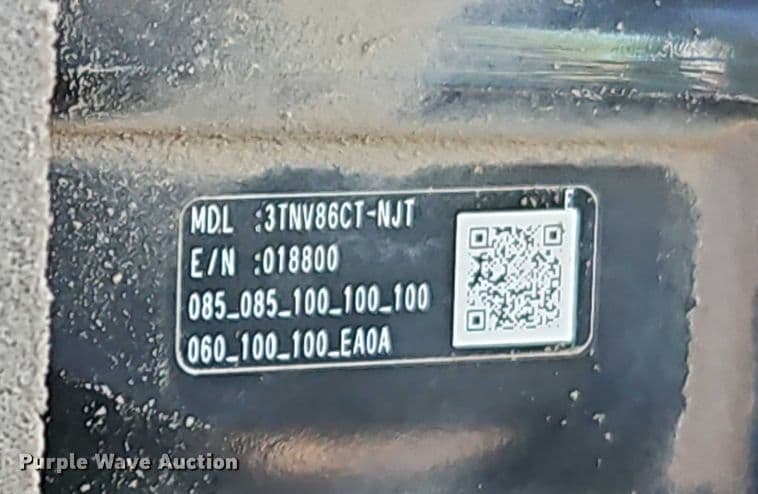 MDL :3TNV86CT-NJT
E/N :018800
085_085_100_100_100
060_100_100_EA0A
Purple Wave Auction